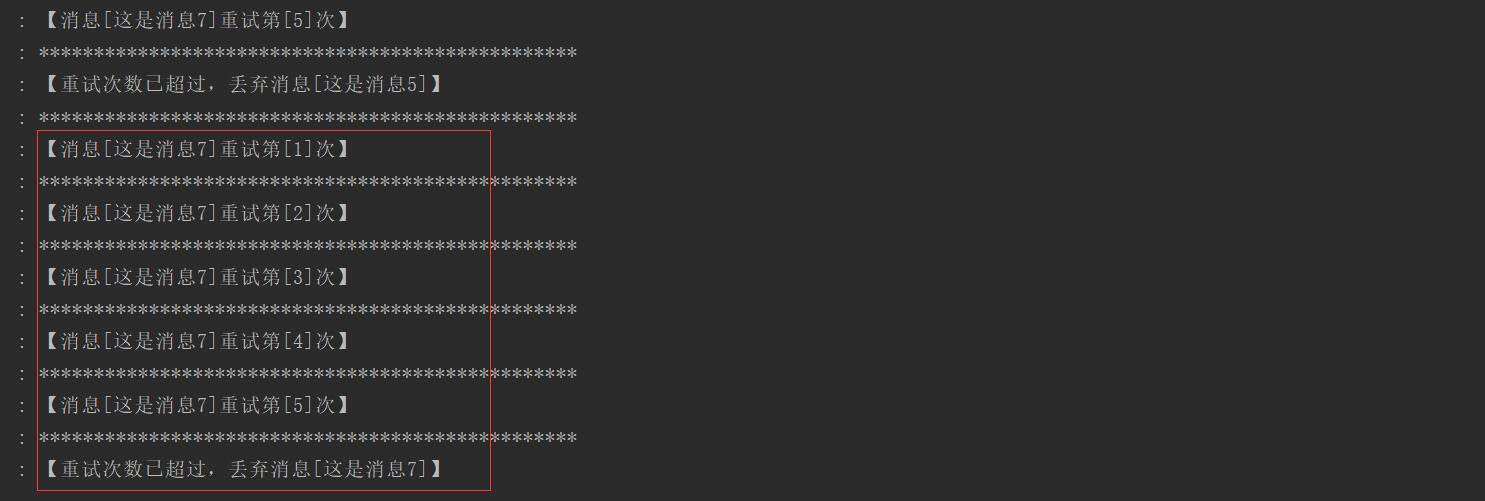 : 【消息[这是消息7]重试第[5]次】
: *************************************************
: 【重试次数已超过，丢弃消息[这是消息5]】
: *************************************************
: 【消息[这是消息7]重试第[1]次】
: *************************************************
: 【消息[这是消息7]重试第[2]次】
: *************************************************
: 【消息[这是消息7]重试第[3]次】
: *************************************************
: 【消息[这是消息7]重试第[4]次】
: *************************************************
: 【消息[这是消息7]重试第[5]次】
: *************************************************
: 【重试次数已超过，丢弃消息[这是消息7]】